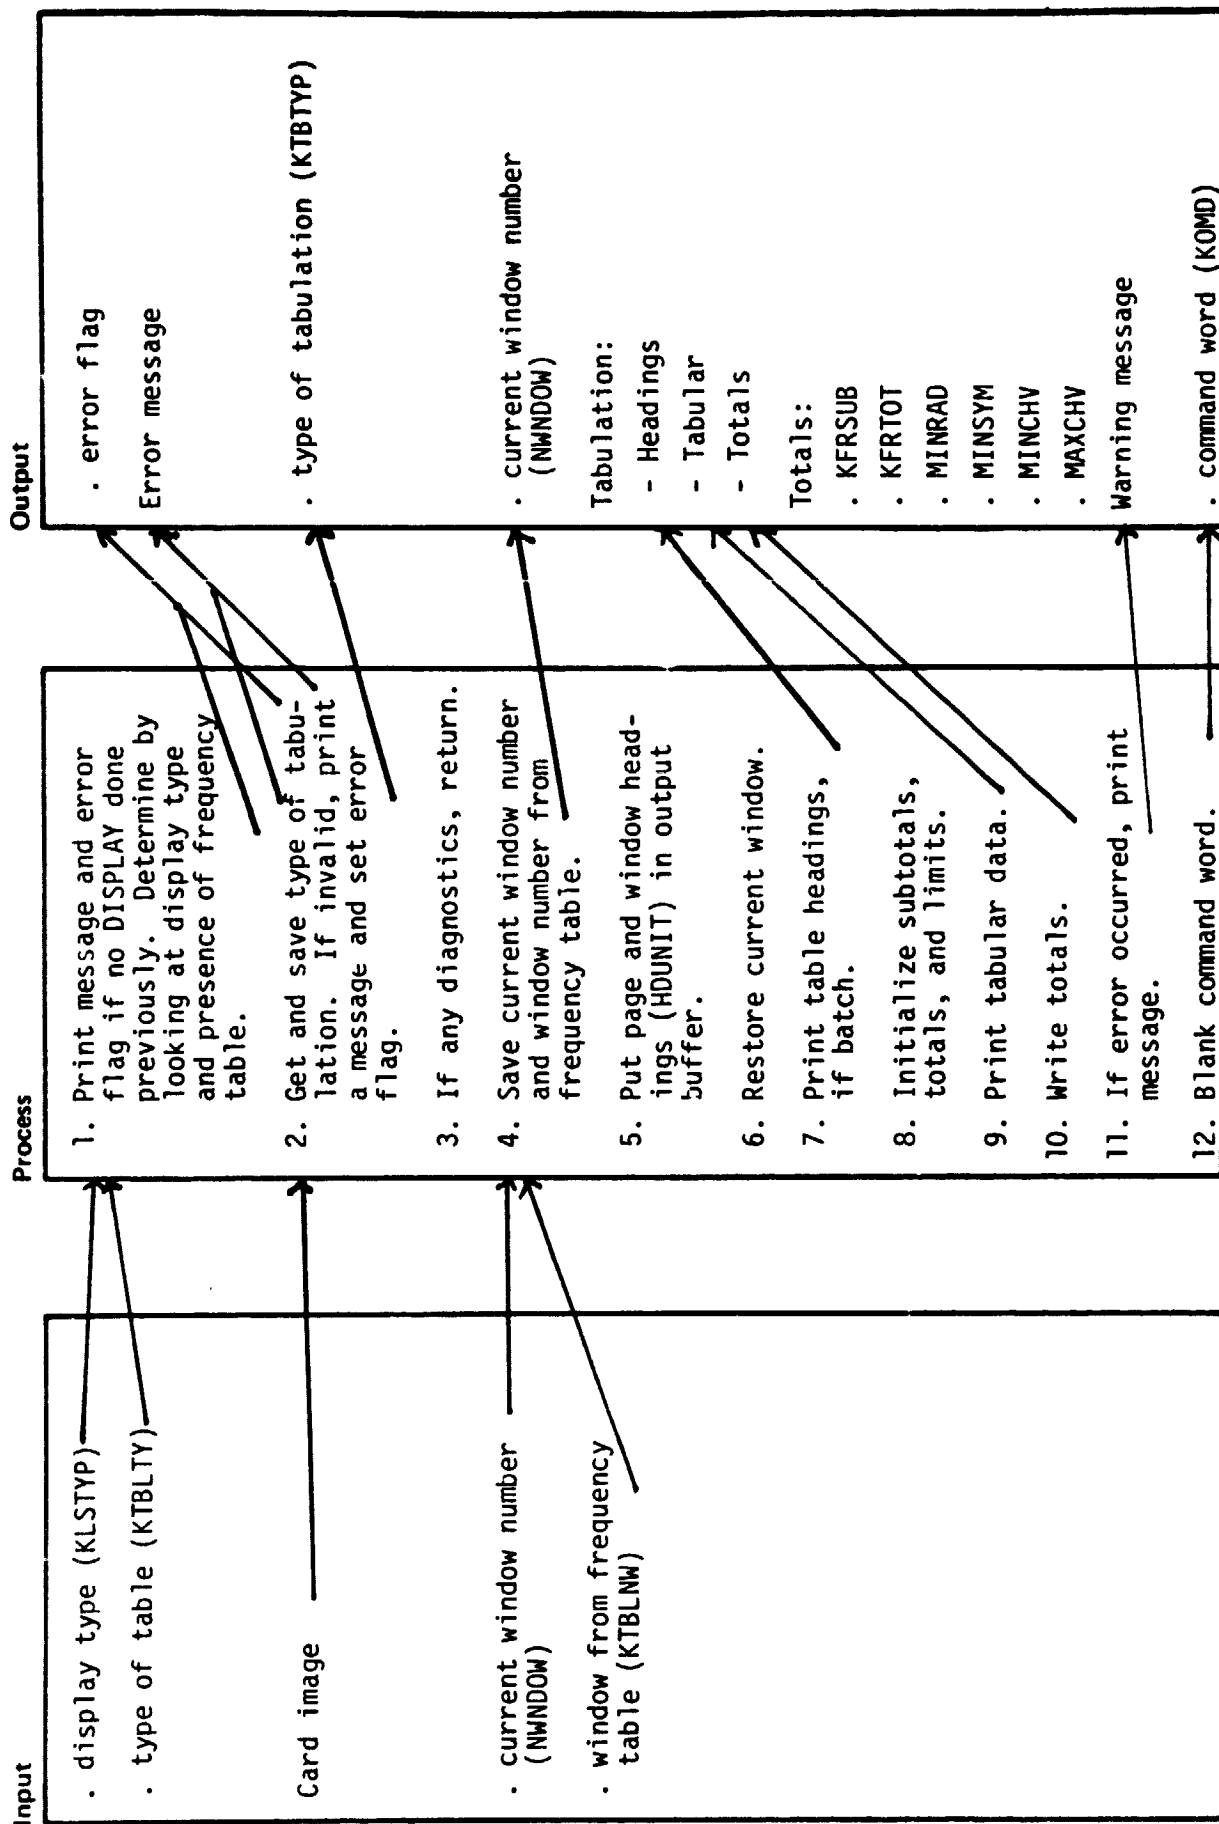 Input
. display type (KLSTYP)
. type of table (KTBLTY)
Card image
. current window number
(NWNDOW)
. window from frequency
table (KTBLNW)
Process
1. Print message and error
flag if no DISPLAY done
previously. Determine by
looking at display type
and presence of frequency
table.
2. Get and save type of tabu-
lation. If invalid, print
a message and set error
flag.
3. If any diagnostics, return.
4. Save current window number
and window number from
frequency table.
5. Put page and window head-
ings (HDUNIT) in output
buffer.
6. Restore current window.
7. Print table headings,
if batch.
8. Initialize subtotals,
totals, and limits.
9. Print tabular data.
10. Write totals.
11. If error occurred, print
message.
12. Blank command word.
Output
. error flag
Error message
. type of tabulation (KTBTYP)
. current window number
(NWNDOW)
Tabulation:
- Headings
- Tabular
- Totals
Totals:
. KFRSUB
. KFRTOT
. MINRAD
. MINSYM
. MINCHV
. MAXCHV
Warning message
. command word (KOMD)